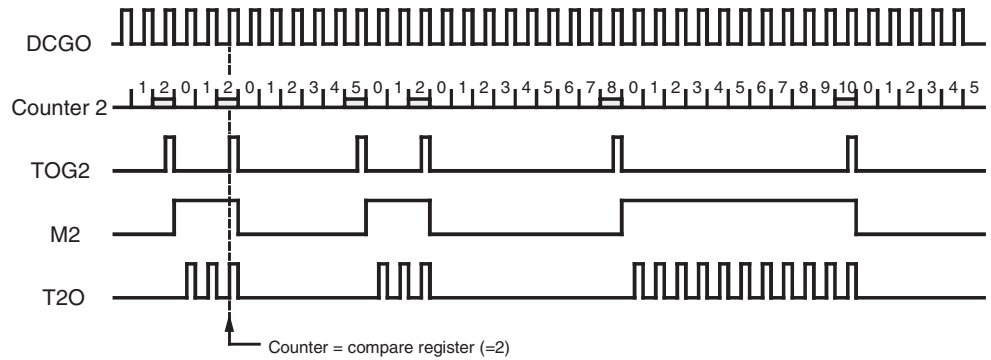 DCGO
Counter 2
1 2 0 1 2 0 1 2 3 4 5 0 1 2 0 1 2 3 4 5 6 7 8 0 1 2 3 4 5 6 7 8 9 10 0 1 2 3 4 5
TOG2
M2
T2O
Counter = compare register (=2)